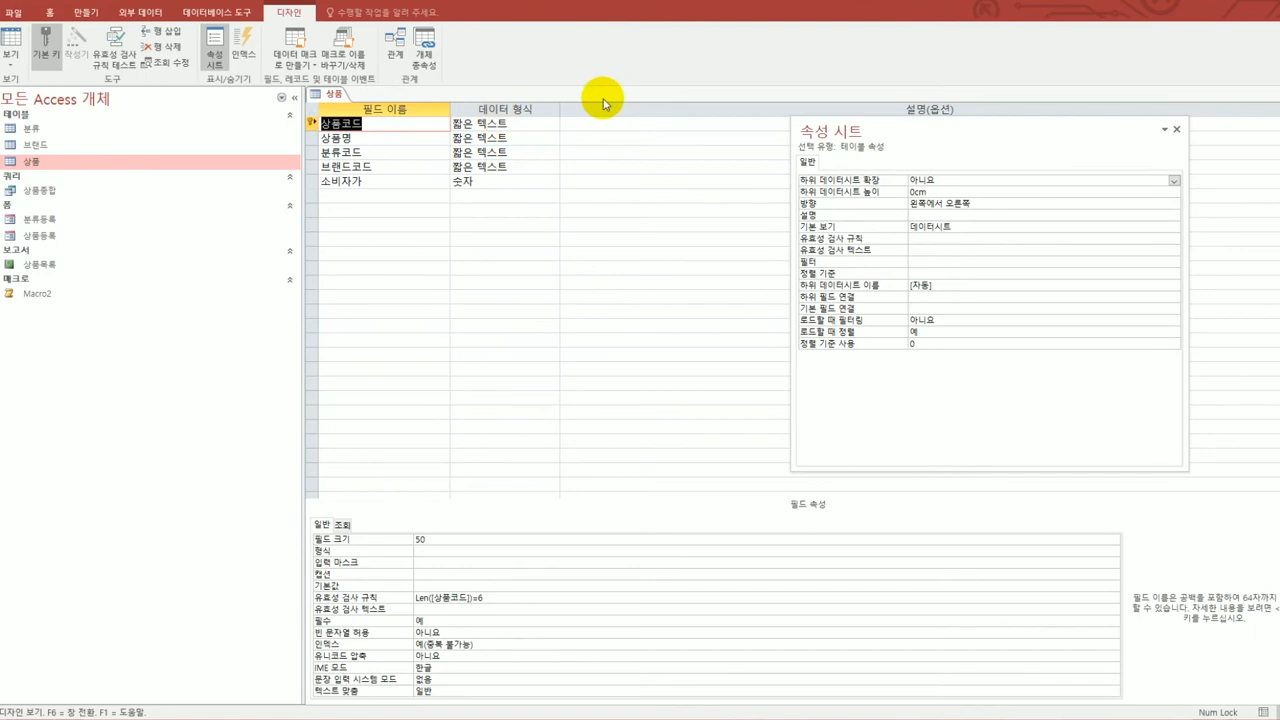 파일 홈 만들기 외부 데이터 데이터베이스 도구 디자인 수행할 작업을 알려 주세요.
보기
기본 키
작성기
유효성 검사
규칙 테스트
행 삽입
행 삭제
조회 수정
속성
시트
인덱스
데이터 매크
로 만들기
매크로 이름
바꾸기/삭제
관계
개체
종속성
보기 도구 표시/숨기기 필드, 레코드 및 테이블 이벤트 관계
모든 Access 개체
테이블
분류
브랜드
상품
쿼리
상품종합
폼
분류등록
상품등록
보고서
상품목록
매크로
Macro2
상품
필드 이름 데이터 형식 설명(옵션)
상품코드 짧은 텍스트
상품명 짧은 텍스트
분류코드 짧은 텍스트
브랜드코드 짧은 텍스트
소비자가 숫자
속성 시트
선택 유형: 테이블 속성
일반
하위 데이터시트 확장 아니요
하위 데이터시트 높이 0cm
방향 왼쪽에서 오른쪽
설명
기본 보기 데이터시트
유효성 검사 규칙
유효성 검사 텍스트
필터
정렬 기준
하위 데이터시트 이름 [자동]
하위 필드 연결
기본 필드 연결
로드할 때 필터링 아니요
로드할 때 정렬 예
정렬 기준 사용 0
필드 속성
일반 조회
필드 크기 50
형식
입력 마스크
캡션
기본값
유효성 검사 규칙 Len([상품코드])=6
유효성 검사 텍스트
필수 예
빈 문자열 허용 아니요
인덱스 예(중복 불가능)
유니코드 압축 아니요
IME 모드 한글
문장 입력 시스템 모드 없음
텍스트 맞춤 일반
필드 이름은 공백을 포함하여 64자까지
할 수 있습니다. 자세한 내용을 보려면 <
키를 누르십시오.
디자인 보기. F6 = 창 전환. F1 = 도움말.
Num Lock